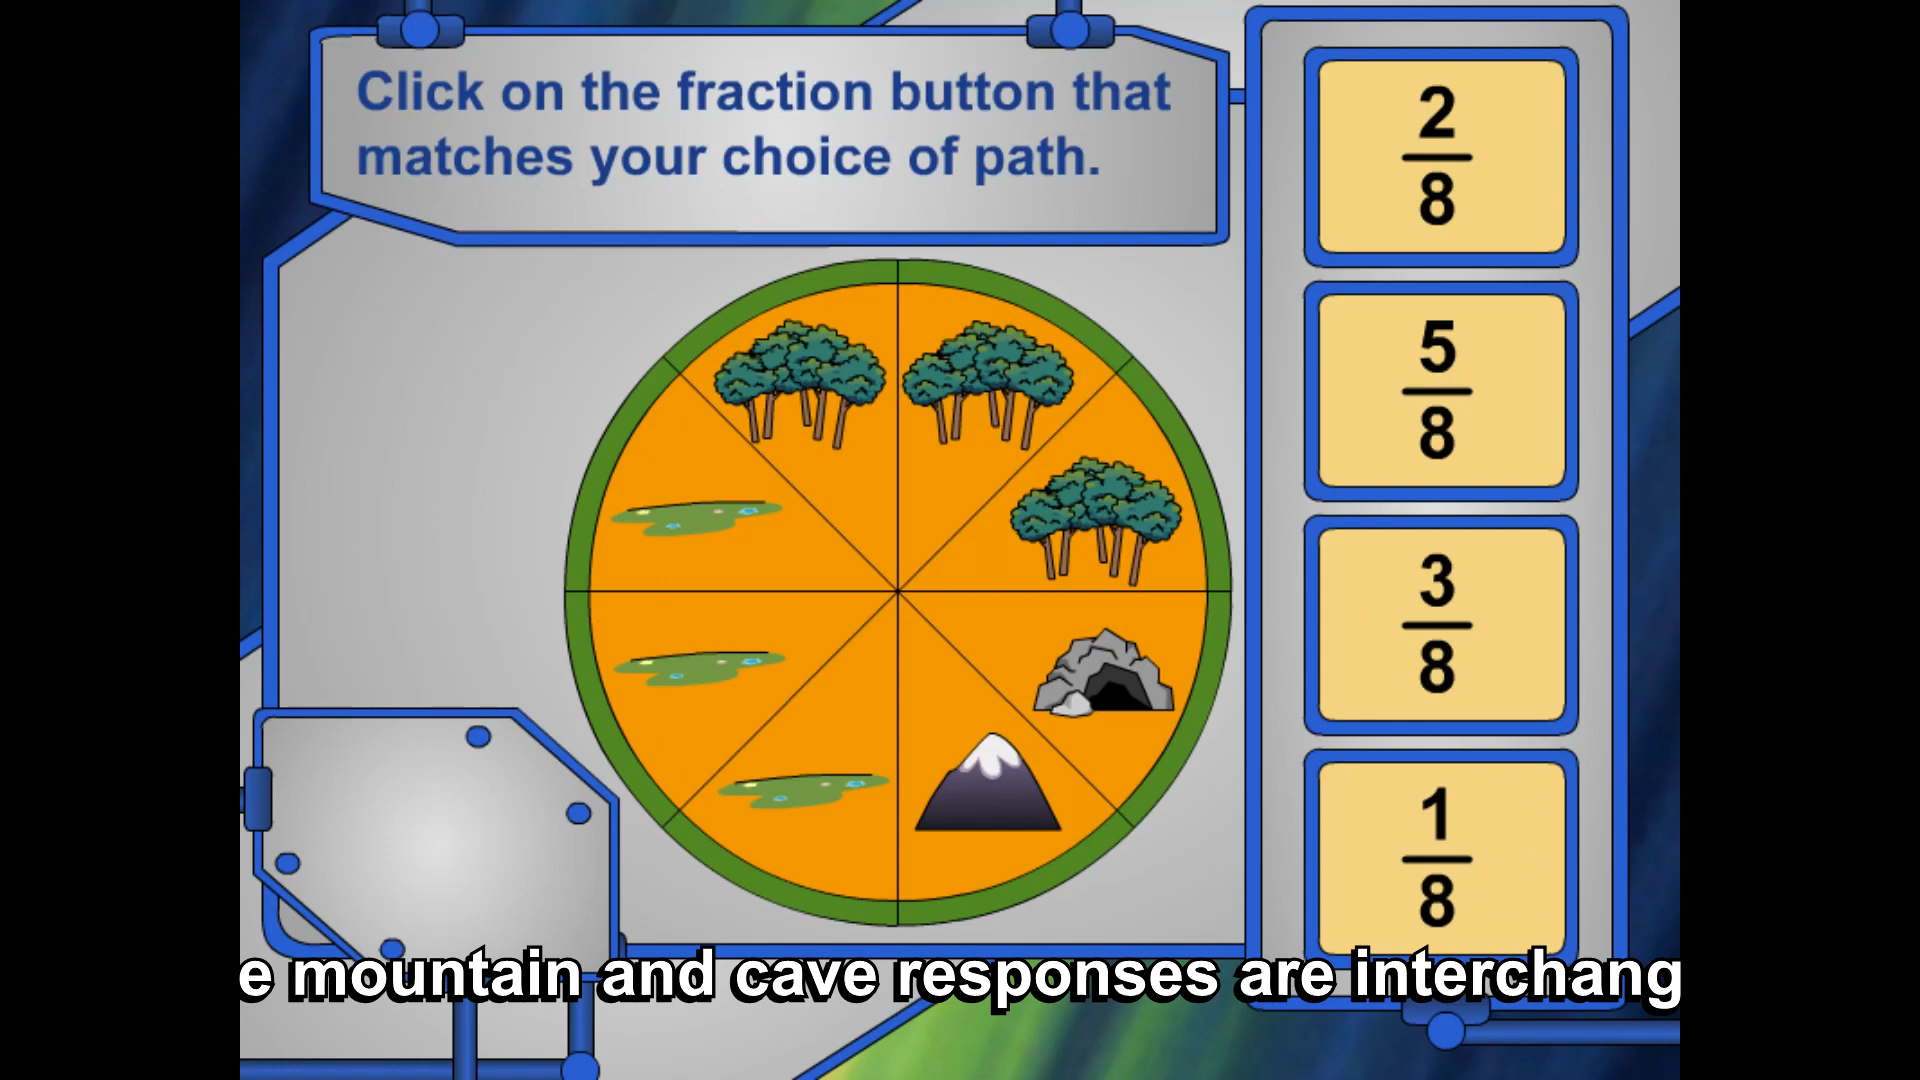 Click on the fraction button that
matches your choice of path.
2
8
5
8
3
8
1
8
e mountain and cave responses are interchang